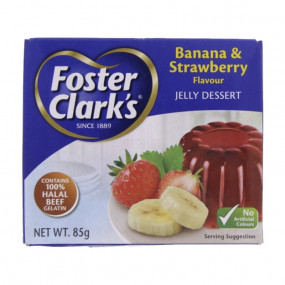 Foster
Clark's®
SINCE 1889
Banana &
Strawberry
Flavour
JELLY DESSERT
CONTAINS
100%
HALAL
BEEF
GELATIN
NET WT. 85g
No
Artificial
Colours
Serving Suggestion